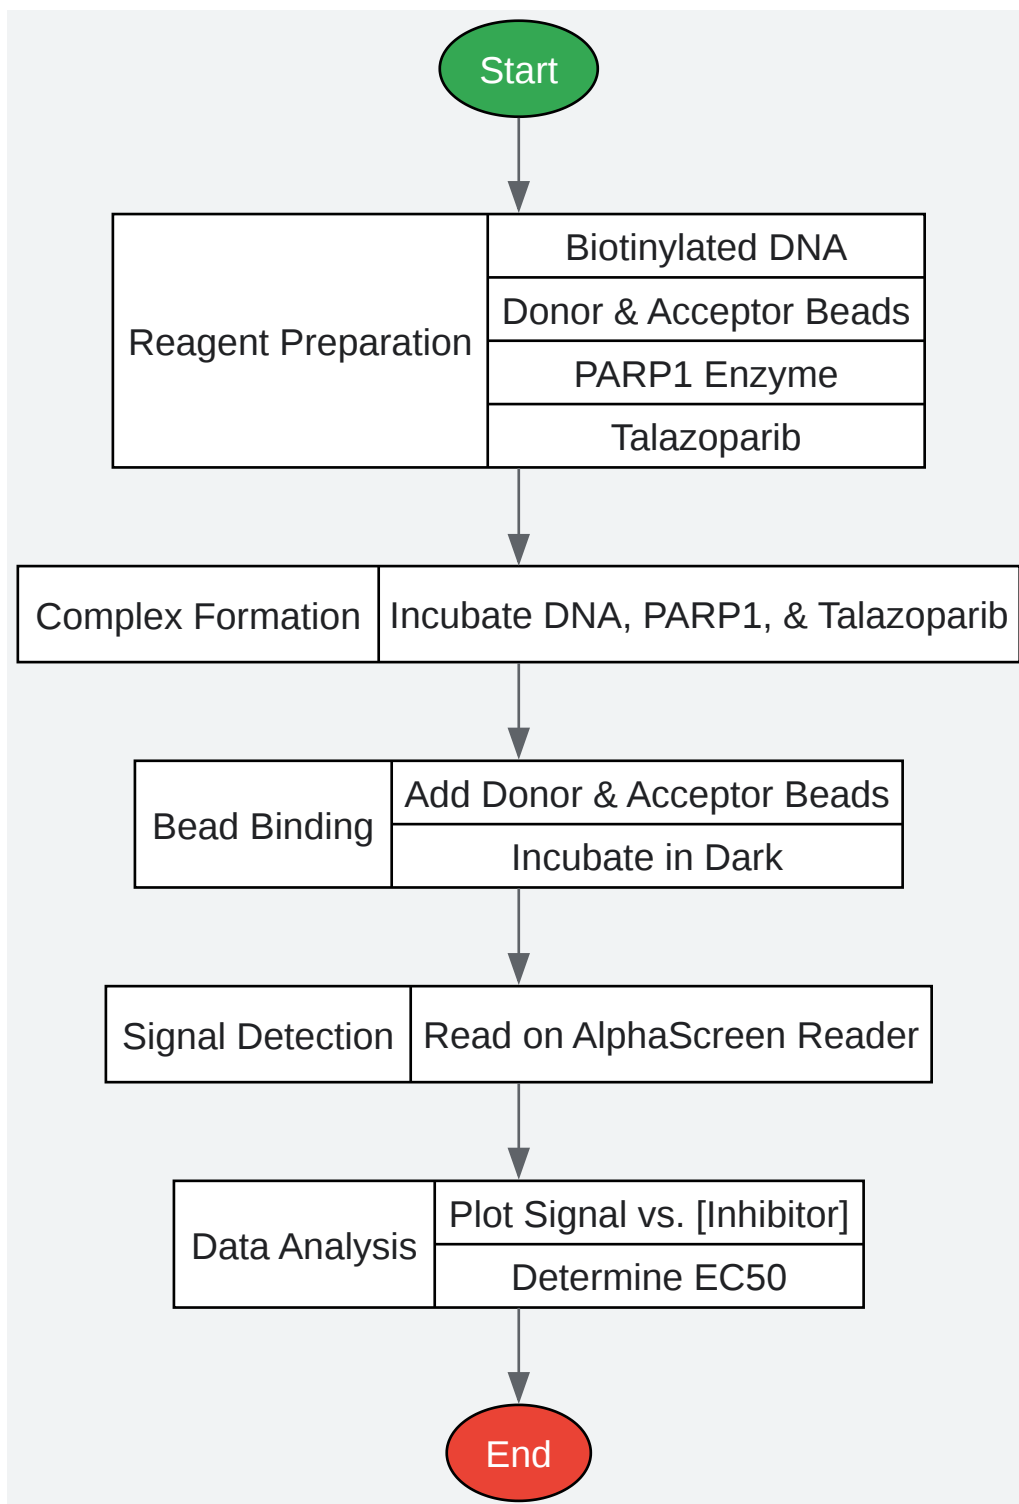 Start
Reagent Preparation
Biotinylated DNA
Donor & Acceptor Beads
PARP1 Enzyme
Talazoparib
Complex Formation
Incubate DNA, PARP1, & Talazoparib
Bead Binding
Add Donor & Acceptor Beads
Incubate in Dark
Signal Detection
Read on AlphaScreen Reader
Data Analysis
Plot Signal vs. [Inhibitor]
Determine EC50
End